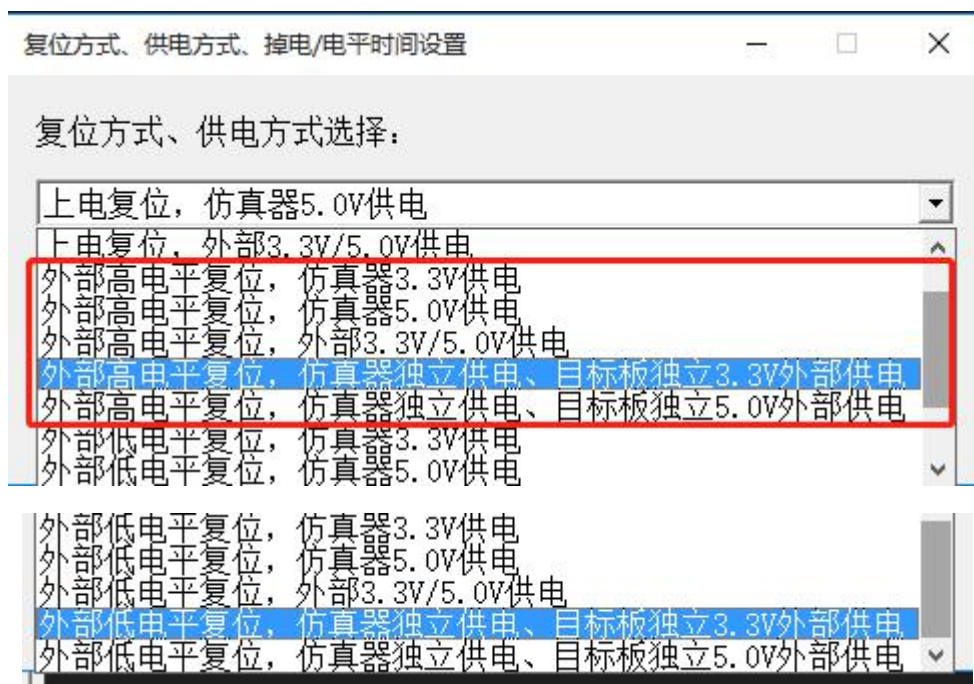 复位方式、供电方式、掉电/电平时间设置
复位方式、供电方式选择:
上电复位, 仿真器5.0V供电
上电复位, 外部3.3V/5.0V供电
外部高电平复位, 仿真器3.3V供电
外部高电平复位, 仿真器5.0V供电
外部高电平复位, 外部3.3V/5.0V供电
外部高电平复位, 仿真器独立供电、目标板独立3.3V外部供电
外部高电平复位, 仿真器独立供电、目标板独立5.0V外部供电
外部低电平复位, 仿真器3.3V供电
外部低电平复位, 仿真器5.0V供电
外部低电平复位, 仿真器3.3V供电
外部低电平复位, 仿真器5.0V供电
外部低电平复位, 外部3.3V/5.0V供电
外部低电平复位, 仿真器独立供电、目标板独立3.3V外部供电
外部低电平复位, 仿真器独立供电、目标板独立5.0V外部供电